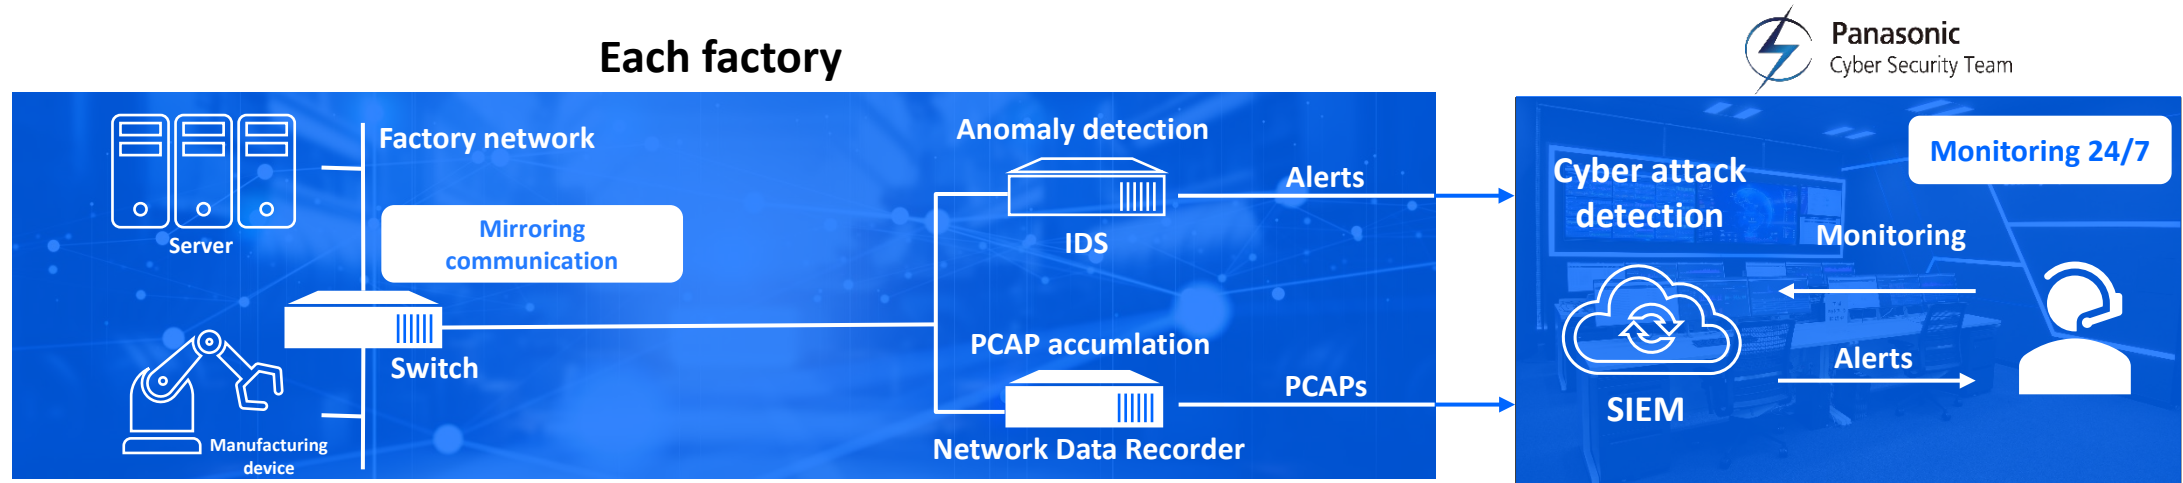 Each factory
Panasonic
Cyber Security Team
Factory network
Server
Mirroring
communication
Switch
Manufacturing
device
Anomaly detection
IDS
Alerts
PCAP accumlation
Network Data Recorder
PCAPs
Cyber attack
detection
Monitoring 24/7
Monitoring
Alerts
SIEM